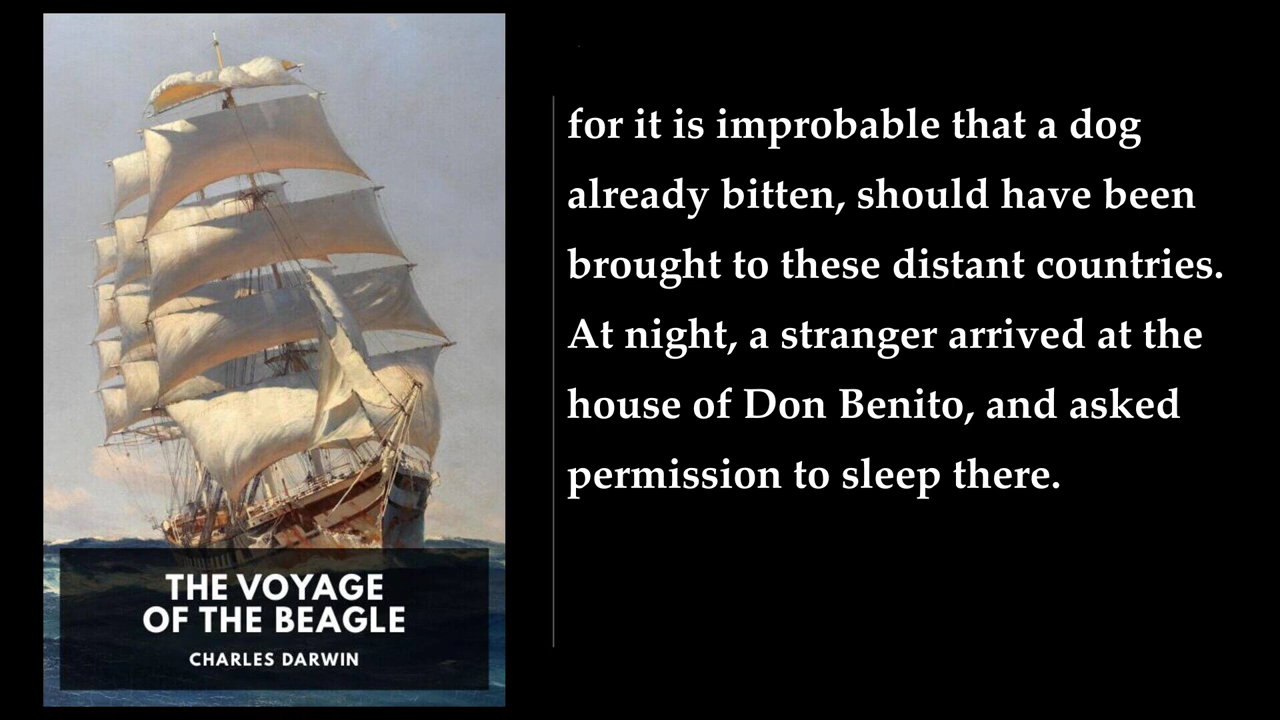 for it is improbable that a dog
already bitten, should have been
brought to these distant countries.
At night, a stranger arrived at the
house of Don Benito, and asked
permission to sleep there.
THE VOYAGE
OF THE BEAGLE
CHARLES DARWIN